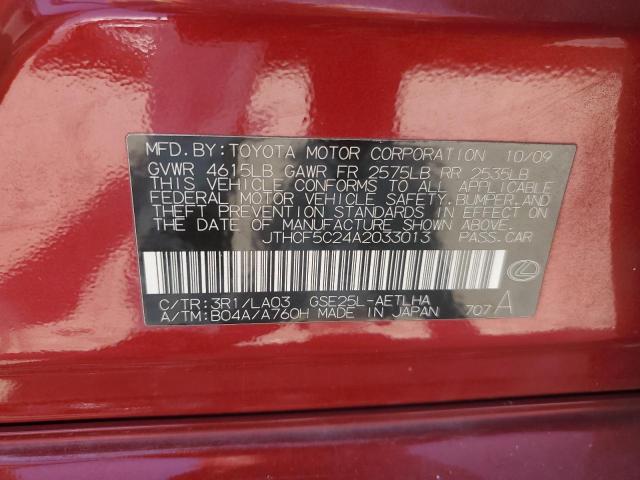 MFD.BY:TOYOTA MOTOR CORPORATION 10/09
GVWR 4615LB GAWR FR 2575LB RR 2535LB
THIS VEHICLE CONFORMS TO ALL APPLICABLE
FEDERAL MOTOR VEHICLE SAFETY,BUMPER,AND
THEFT PREVENTION STANDARDS IN EFFECT ON
THE DATE OF MANUFACTURE SHOWN ABOVE.
JTHCF5C24A2033013 PASS.CAR
C/TR:3R1/LA03 GSE25L-AETLHA
A/TM:B04A/A760H MADE IN JAPAN 707 A